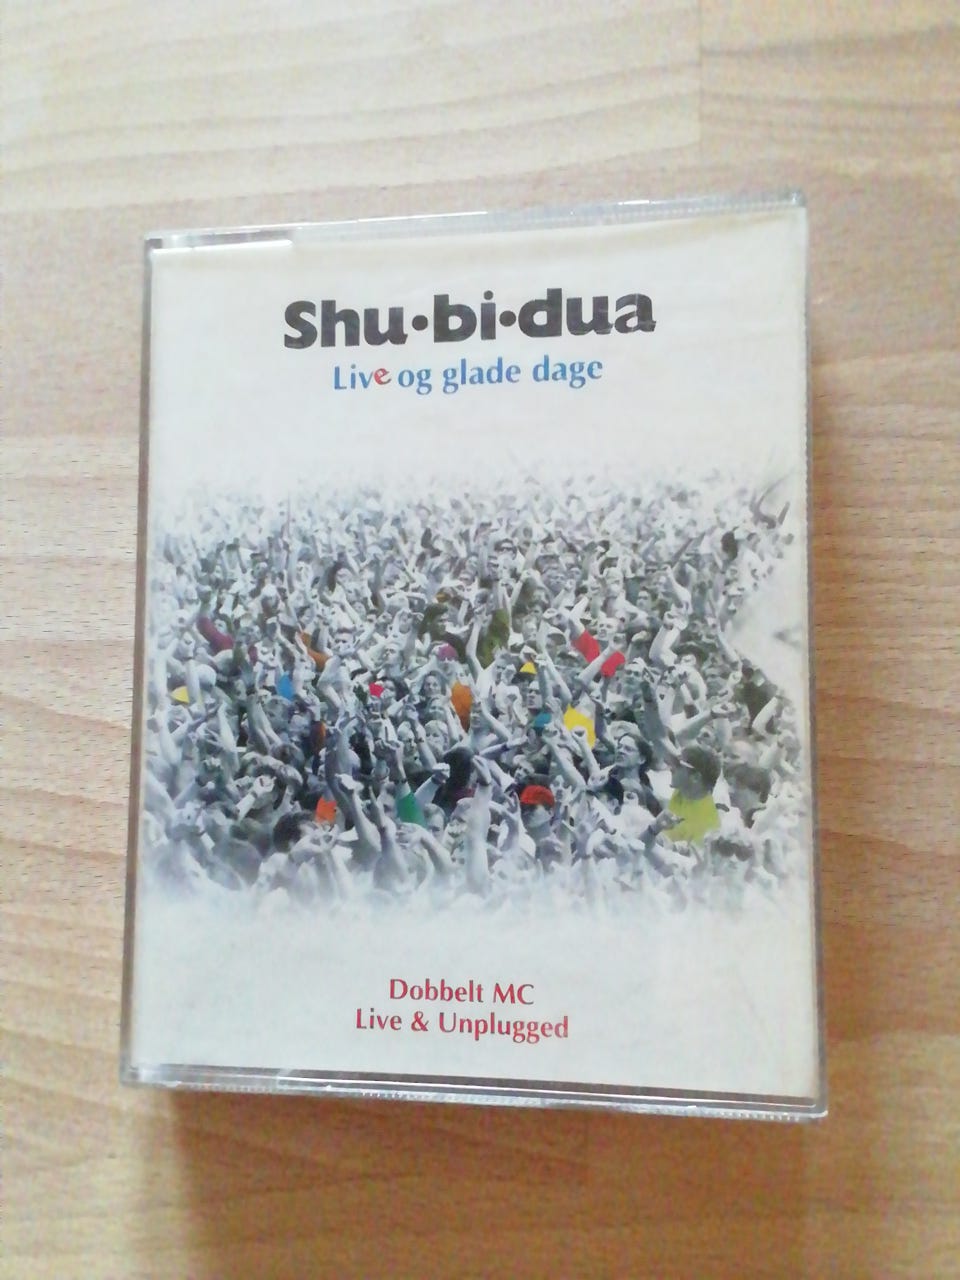 Shu·bi·dua
Live og glade dage
Dobbelt MC
Live & Unplugged